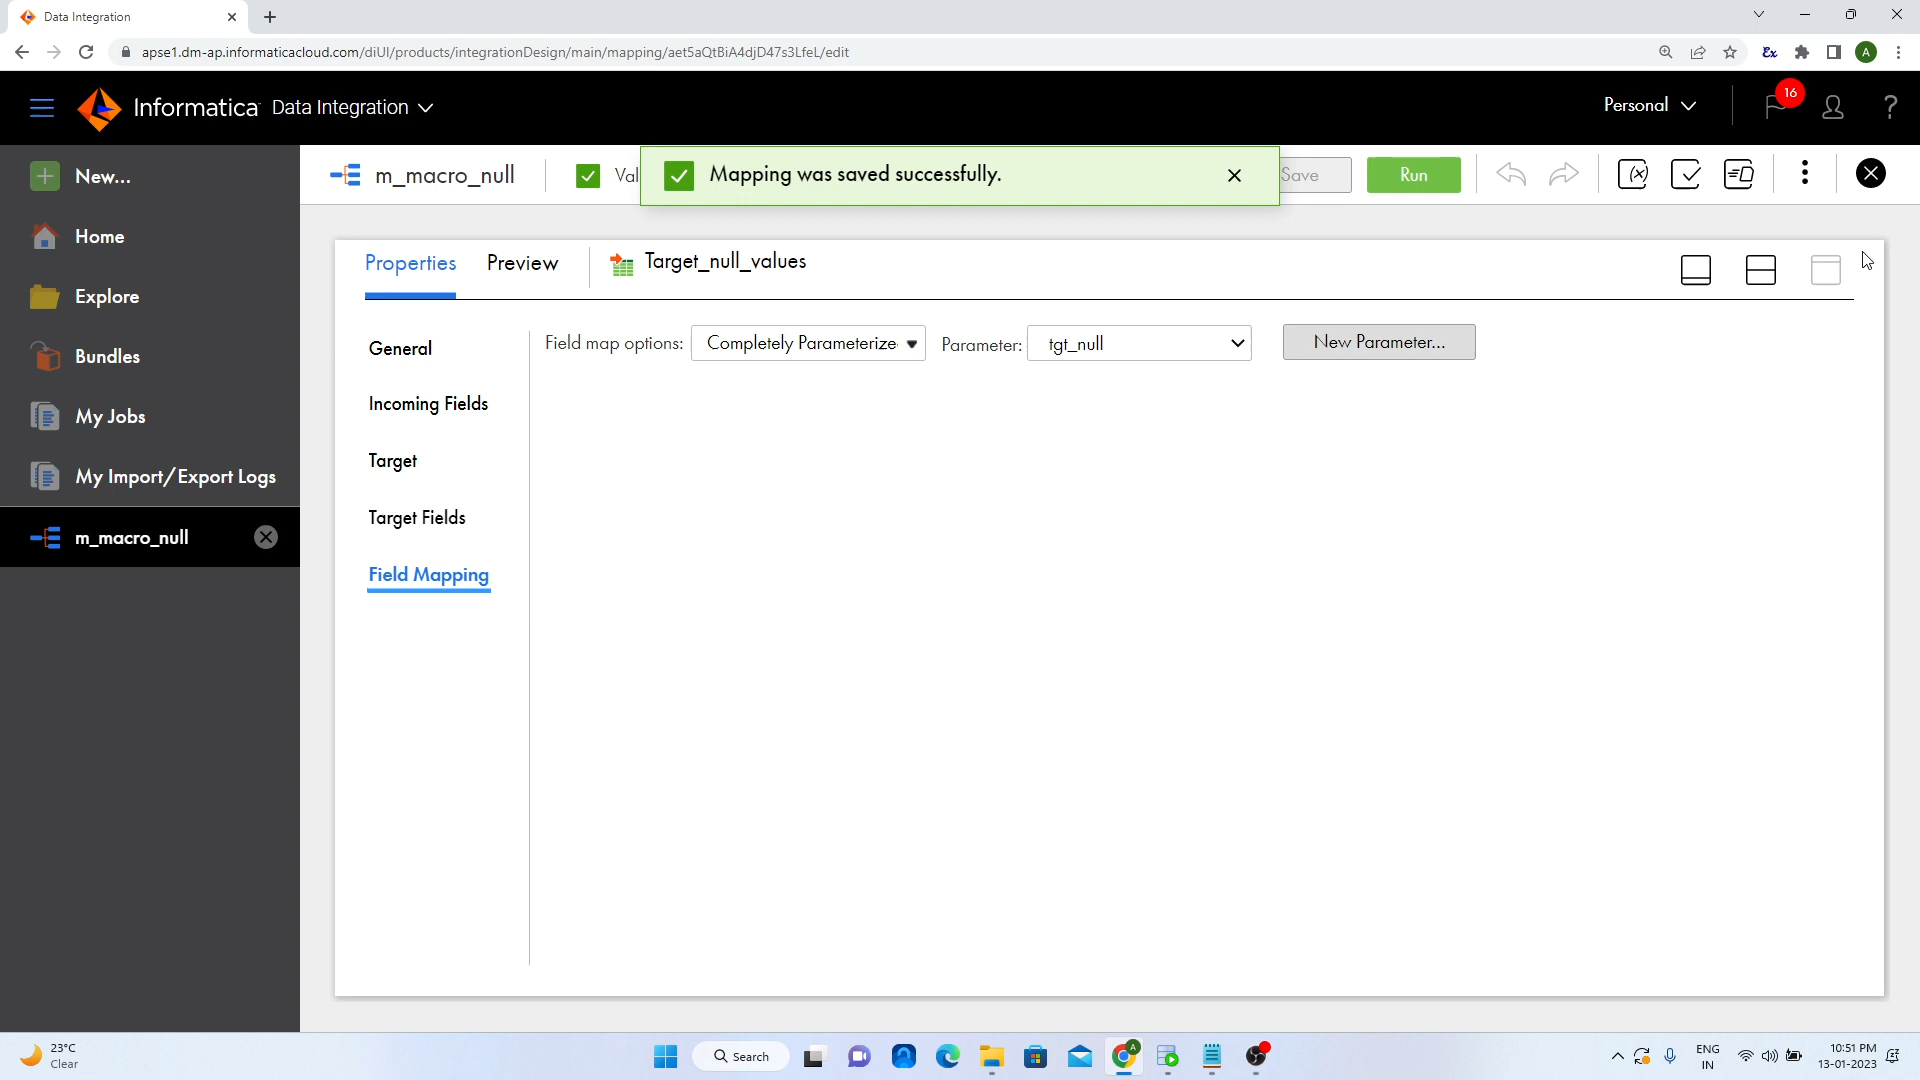 Data Integration
apse1.dm-ap.informaticacloud.com/diUI/products/integrationDesign/main/mapping/aet5aQtBiA4djD47s3LfeL/edit
Ex
A
Informatica Data Integration
Personal
16
?
New...
m_macro_null
Val
Mapping was saved successfully.
Save
Run
(x)
Home
Explore
Bundles
My Jobs
My Import/Export Logs
m_macro_null
Properties
Preview
Target_null_values
General
Incoming Fields
Target
Target Fields
Field Mapping
Field map options:
Completely Parameterize
Parameter:
tgt_null
New Parameter...
23°C
Clear
Search
A
ENG
IN
10:51 PM
13-01-2023